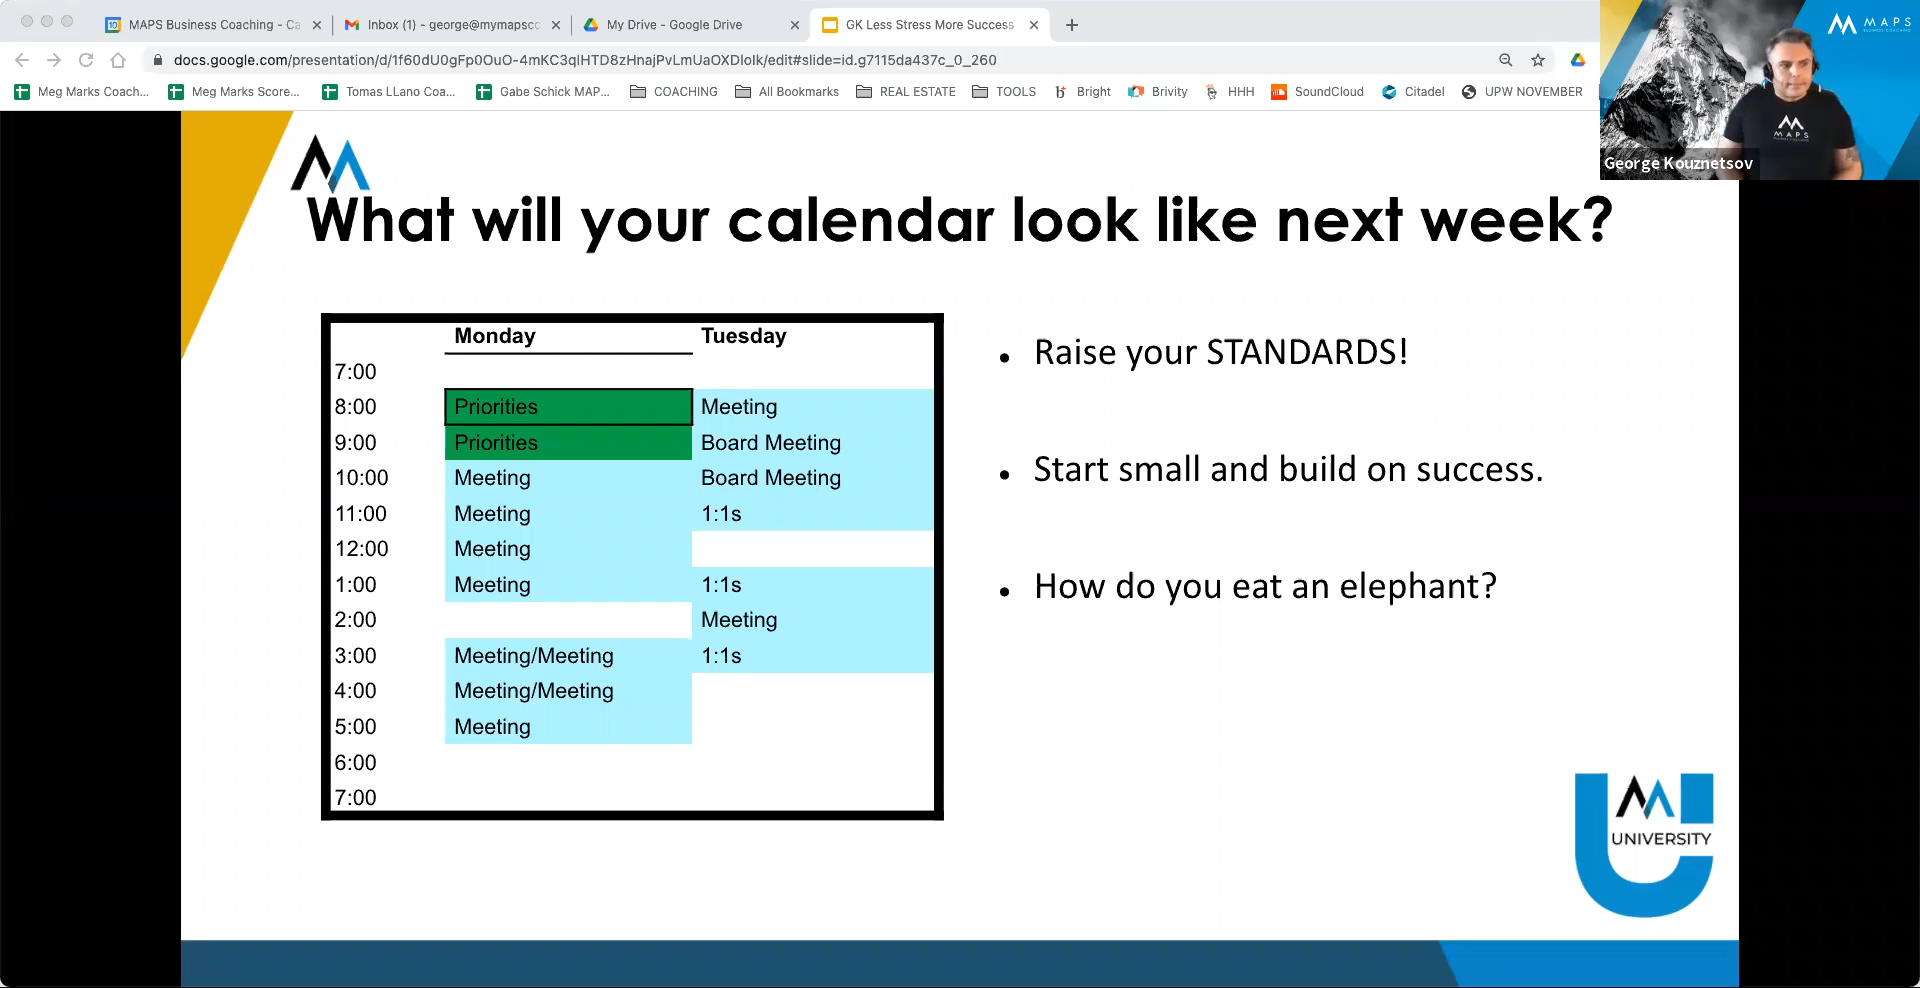 MAPS Business Coaching - Ca
Inbox (1) - george@mymapscc
My Drive - Google Drive
GK Less Stress More Success
docs.google.com/presentation/d/1f60dU0gFp0OuO-4mKC3qIHTD8zHnajPvLmUaOXDIoIk/edit#slide=id.g7115da437c_0_260
Meg Marks Coach...
Meg Marks Score...
Tomas LLano Coa...
Gabe Schick MAP...
COACHING
All Bookmarks
REAL ESTATE
TOOLS
Bright
Brivity
HHH
SoundCloud
Citadel
UPW NOVEMBER
MAPS
BUSINESS COACHING
MAPS
George Kouznetsov
What will your calendar look like next week?
Monday Tuesday
7:00
8:00 Priorities Meeting
9:00 Priorities Board Meeting
10:00 Meeting Board Meeting
11:00 Meeting 1:1s
12:00 Meeting
1:00 Meeting 1:1s
2:00 Meeting
3:00 Meeting/Meeting 1:1s
4:00 Meeting/Meeting
5:00 Meeting
6:00
7:00
• Raise your STANDARDS!
• Start small and build on success.
• How do you eat an elephant?
UNIVERSITY